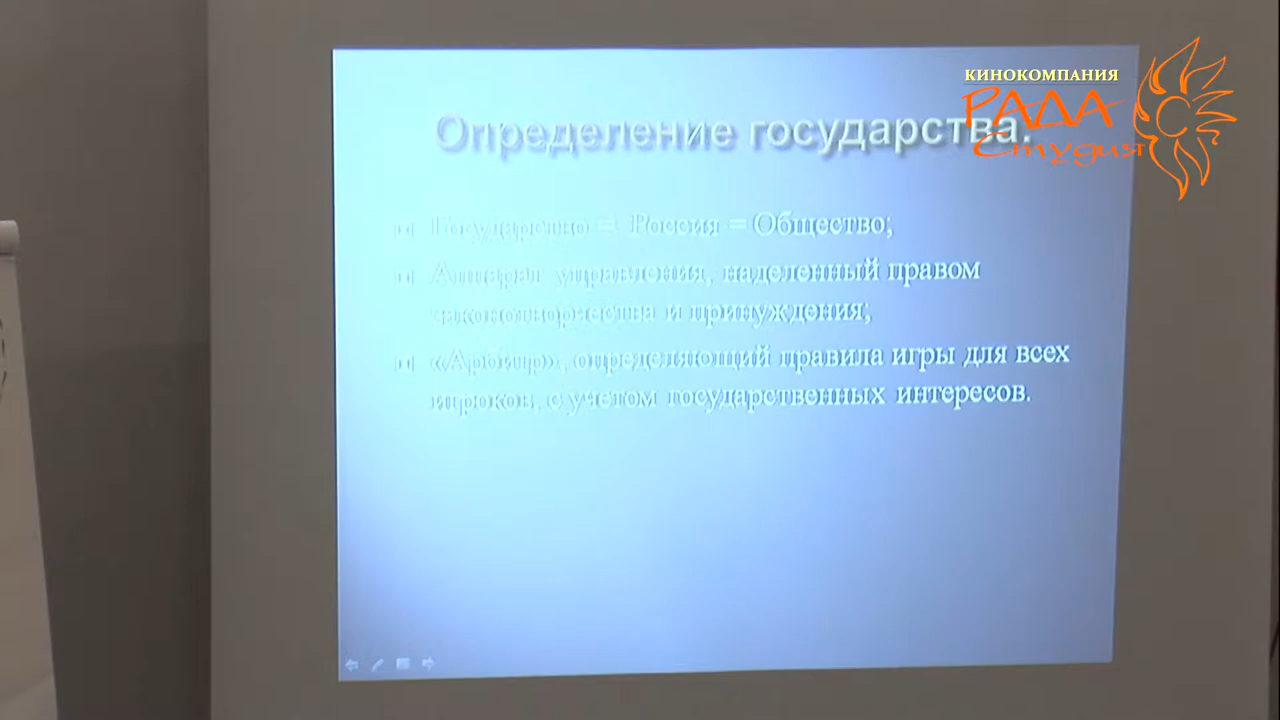 КИНОКОМПАНИЯ
РАДА
Студия
Определение государства.
Государство = Россия = Общество;
Аппарат управления, наделенный правом
законотворчества и принуждения;
«Арбитр», определяющий правила игры для всех
игроков, с учетом государственных интересов.